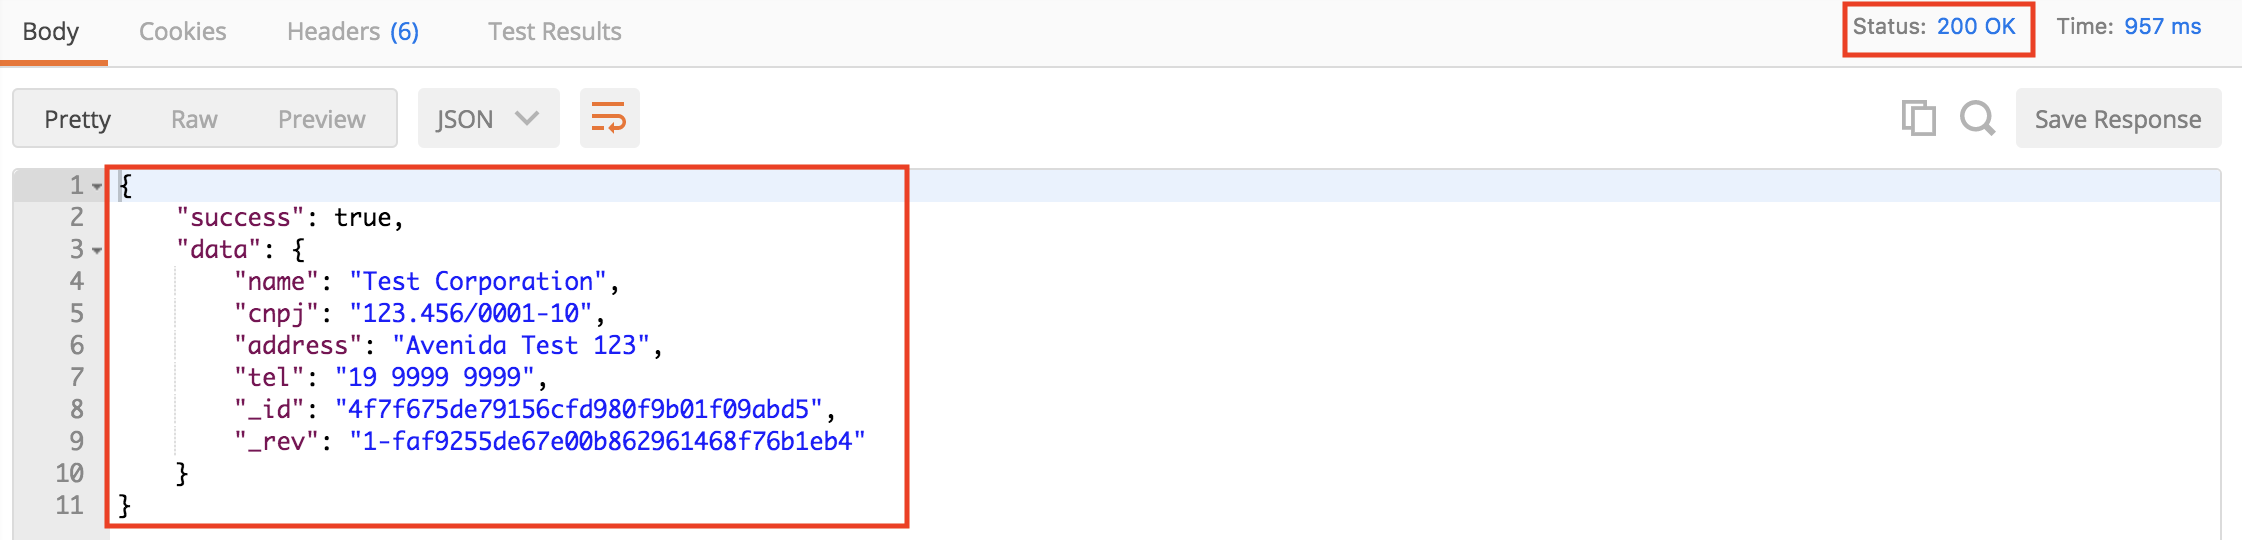 Body Cookies Headers (6) Test Results Status: 200 OK Time: 957 ms
Pretty Raw Preview JSON Save Response
1 {
2 "success": true,
3 "data": {
4 "name": "Test Corporation",
5 "cnpj": "123.456/0001-10",
6 "address": "Avenida Test 123",
7 "tel": "19 9999 9999",
8 "_id": "4f7f675de79156cfd980f9b01f09abd5",
9 "_rev": "1-faf9255de67e00b862961468f76b1eb4"
10 }
11 }